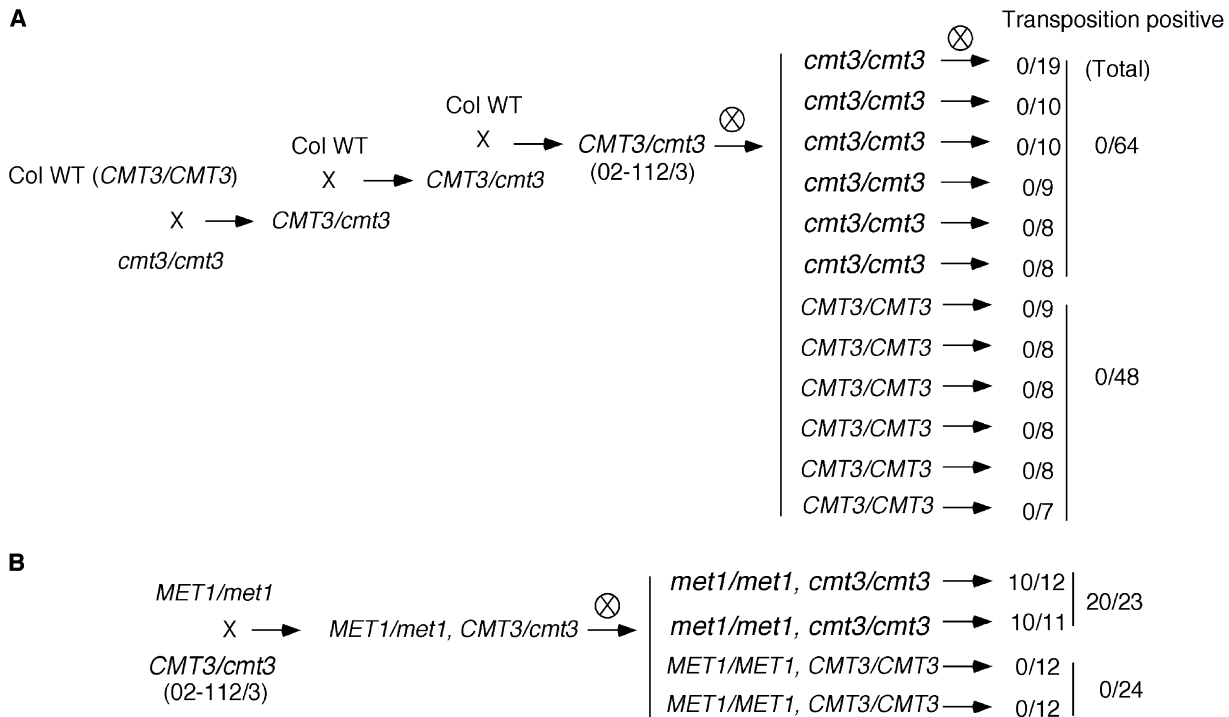 A
Transposition positive
cmt3/cmt3 0/19 (Total)
cmt3/cmt3 0/10
Col WT
X
cmt3/cmt3 0/10 0/64
CMT3/cmt3
(02-112/3)
Col WT
X
CMT3/cmt3
cmt3/cmt3 0/9
Col WT (CMT3/CMT3)
X
cmt3/cmt3
CMT3/cmt3
cmt3/cmt3 0/8
cmt3/cmt3 0/8
CMT3/CMT3 0/9
CMT3/CMT3 0/8
CMT3/CMT3 0/8 0/48
CMT3/CMT3 0/8
CMT3/CMT3 0/8
CMT3/CMT3 0/7
B
MET1/met1
X
CMT3/cmt3
(02-112/3)
MET1/met1, CMT3/cmt3
met1/met1, cmt3/cmt3 10/12
20/23
met1/met1, cmt3/cmt3 10/11
MET1/MET1, CMT3/CMT3 0/12
0/24
MET1/MET1, CMT3/CMT3 0/12